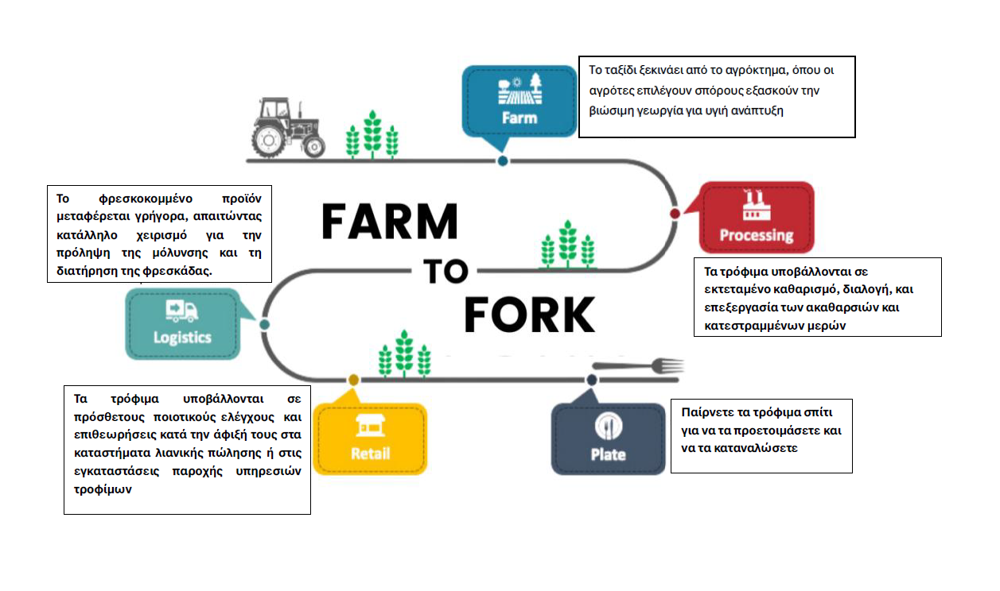 Farm
Το ταξίδι ξεκινάει από το αγρόκτημα, όπου οι
αγρότες επιλέγουν σπόρους εξασκούν την
βιώσιμη γεωργία για υγιή ανάπτυξη
Processing
Τα τρόφιμα υποβάλλονται σε
εκτεταμένο καθαρισμό, διαλογή, και
επεξεργασία των ακαθαρσιών και
κατεστραμμένων μερών
FARM
TO
FORK
Το φρεσκοκομμένο προϊόν
μεταφέρεται γρήγορα, απαιτώντας
κατάλληλο χειρισμό για την
πρόληψη της μόλυνσης και τη
διατήρηση της φρεσκάδας.
Logistics
Τα τρόφιμα υποβάλλονται σε
πρόσθετους ποιοτικούς ελέγχους και
επιθεωρήσεις κατά την άφιξή τους στα
καταστήματα λιανικής πώλησης ή στις
εγκαταστάσεις παροχής υπηρεσιών
τροφίμων
Retail
Plate
Παίρνετε τα τρόφιμα σπίτι
για να τα προετοιμάσετε και
να τα καταναλώσετε